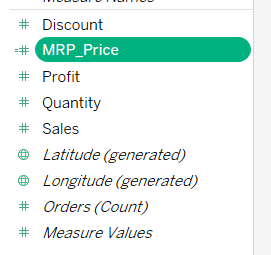 Measure Names
Discount
MRP_Price
Profit
Quantity
Sales
Latitude (generated)
Longitude (generated)
Orders (Count)
Measure Values